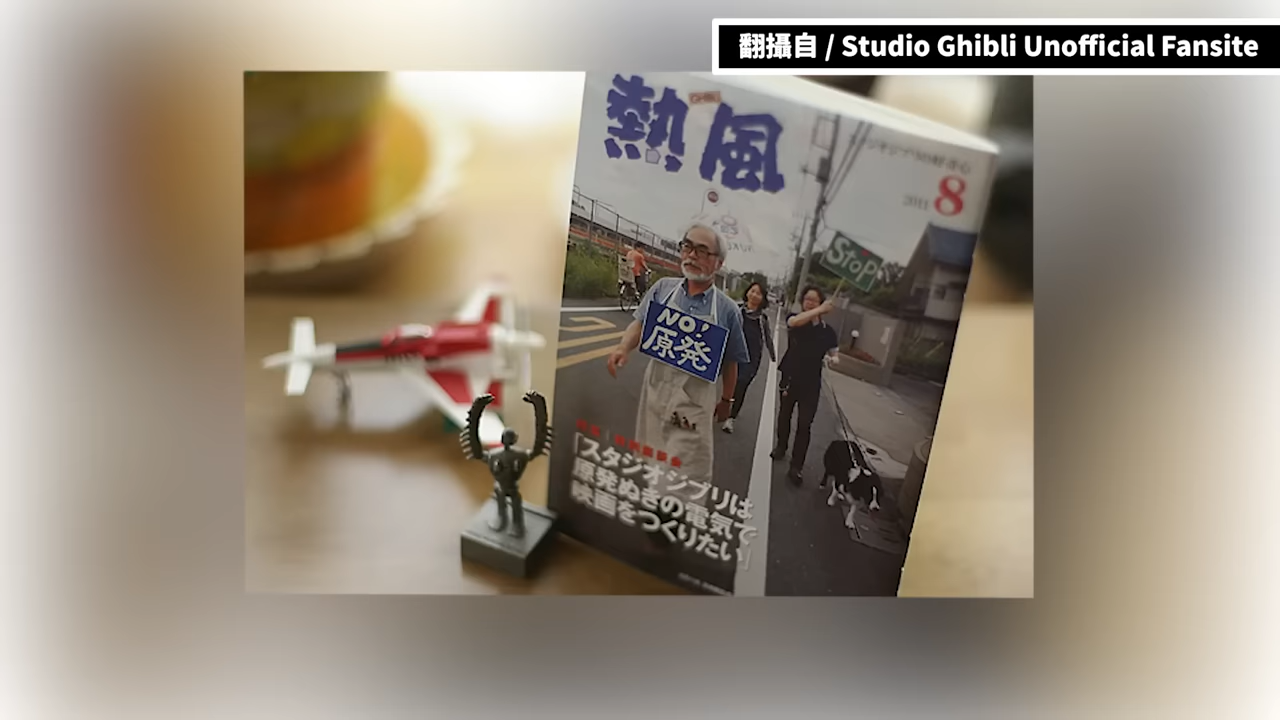 翻攝自 / Studio Ghibli Unofficial Fansite
GHIBLI
熱風
2011 8
Stop
NO!
原発
「スタジオジブリは
原発ぬきの電気で
映画をつくりたい」